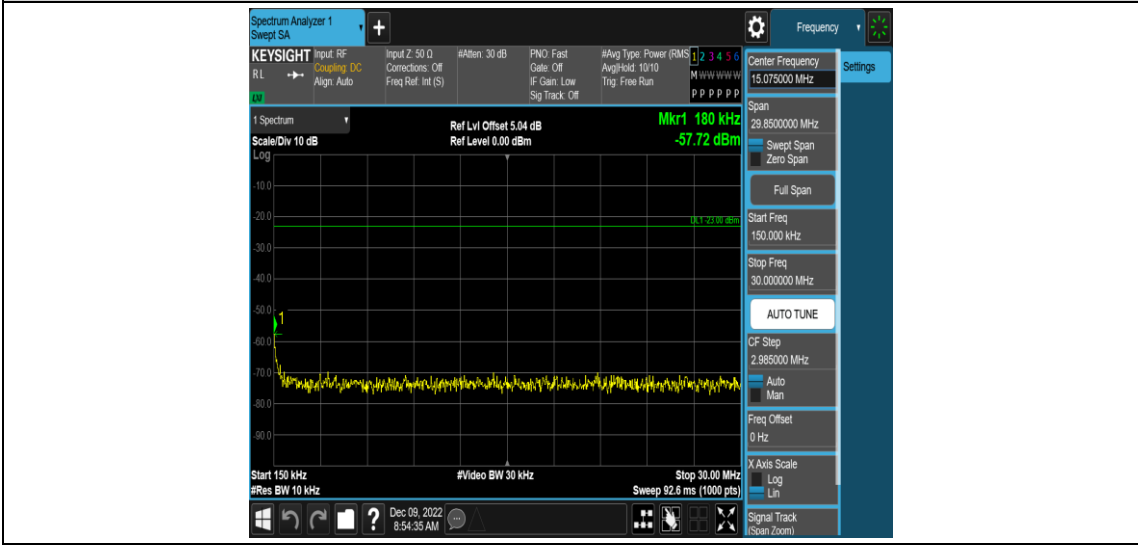 Spectrum Analyzer 1
Swept SA
+
Frequency
KEYSIGHT
RL
LM
Input: RF
Coupling: DC
Align: Auto
Input Z: 50 Ω
Corrections: Off
Freq Ref: Int (S)
#Atten: 30 dB
PNO: Fast
Gate: Off
IF Gain: Low
Sig Track: Off
#Avg Type: Power (RMS
Avg|Hold: 10/10
Trig: Free Run
1 2 3 4 5 6
M W W W W W
P P P P P P
1 Spectrum
Scale/Div 10 dB
Log
Ref Lvl Offset 5.04 dB
Ref Level 0.00 dBm
Mkr1 180 kHz
-57.72 dBm
-10.0
-20.0
DL1 -23.00 dBm
-30.0
-40.0
-50.0
1
-60.0
-70.0
-80.0
-90.0
Start 150 kHz
#Res BW 10 kHz
#Video BW 30 kHz
Stop 30.00 MHz
Sweep 92.6 ms (1000 pts)
?
Dec 09, 2022
8:54:35 AM
Center Frequency
15.075000 MHz
Settings
Span
29.8500000 MHz
Swept Span
Zero Span
Full Span
Start Freq
150.000 kHz
Stop Freq
30.000000 MHz
AUTO TUNE
CF Step
2.985000 MHz
Auto
Man
Freq Offset
0 Hz
X Axis Scale
Log
Lin
Signal Track
(Span Zoom)